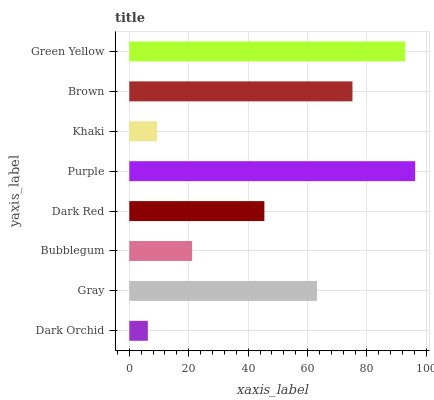 title
Green Yellow
Brown
Khaki
Purple
Dark Red
Bubblegum
Gray
Dark Orchid
yaxis_label
0 20 40 60 80 100
xaxis_label